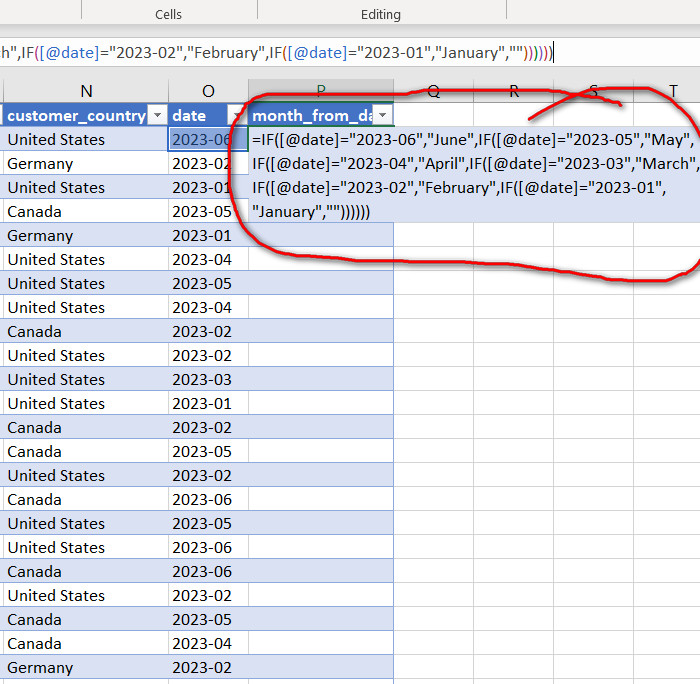 Cells Editing
ch",IF([@date]="2023-02","February",IF([@date]="2023-01","January",""))))))
N O P Q R S T
customer_country date month_from_da
United States 2023-06 =IF([@date]="2023-06","June",IF([@date]="2023-05","May",
Germany 2023-02 IF([@date]="2023-04","April",IF([@date]="2023-03","March",
United States 2023-01 IF([@date]="2023-02","February",IF([@date]="2023-01",
Canada 2023-05 "January",""))))))
Germany 2023-01
United States 2023-04
United States 2023-05
United States 2023-04
Canada 2023-02
United States 2023-02
United States 2023-03
United States 2023-01
Canada 2023-02
Canada 2023-05
United States 2023-02
Canada 2023-06
United States 2023-05
United States 2023-06
Canada 2023-06
United States 2023-02
Canada 2023-05
Canada 2023-04
Germany 2023-02